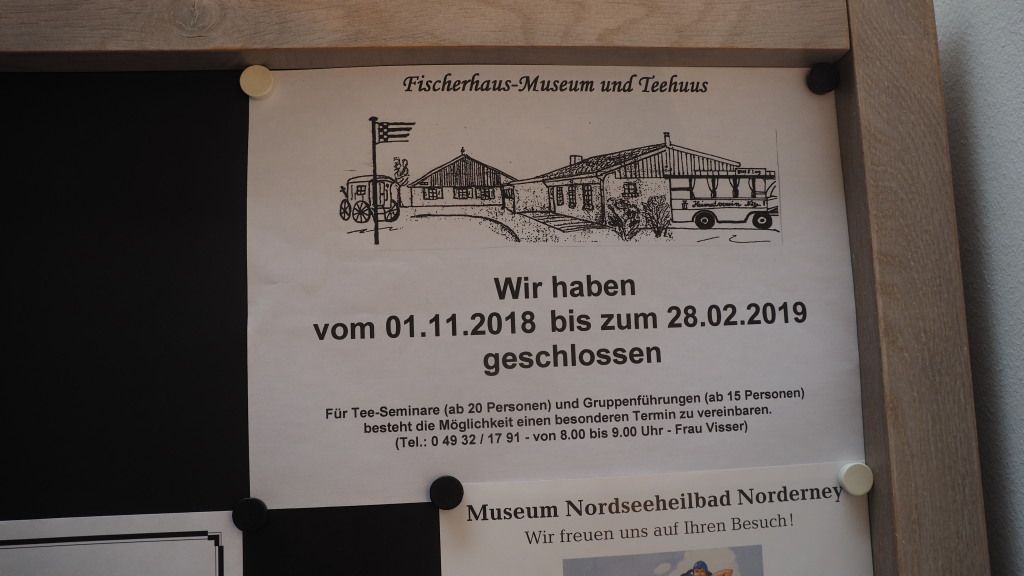 Fischerhaus-Museum und Teehuus
Heimatverein Ney.
Wir haben
vom 01.11.2018 bis zum 28.02.2019
geschlossen
Für Tee-Seminare (ab 20 Personen) und Gruppenführungen (ab 15 Personen)
besteht die Möglichkeit einen besonderen Termin zu vereinbaren.
(Tel.: 0 49 32 / 17 91 - von 8.00 bis 9.00 Uhr - Frau Visser)
Museum Nordseeheilbad Norderney
Wir freuen uns auf Ihren Besuch!